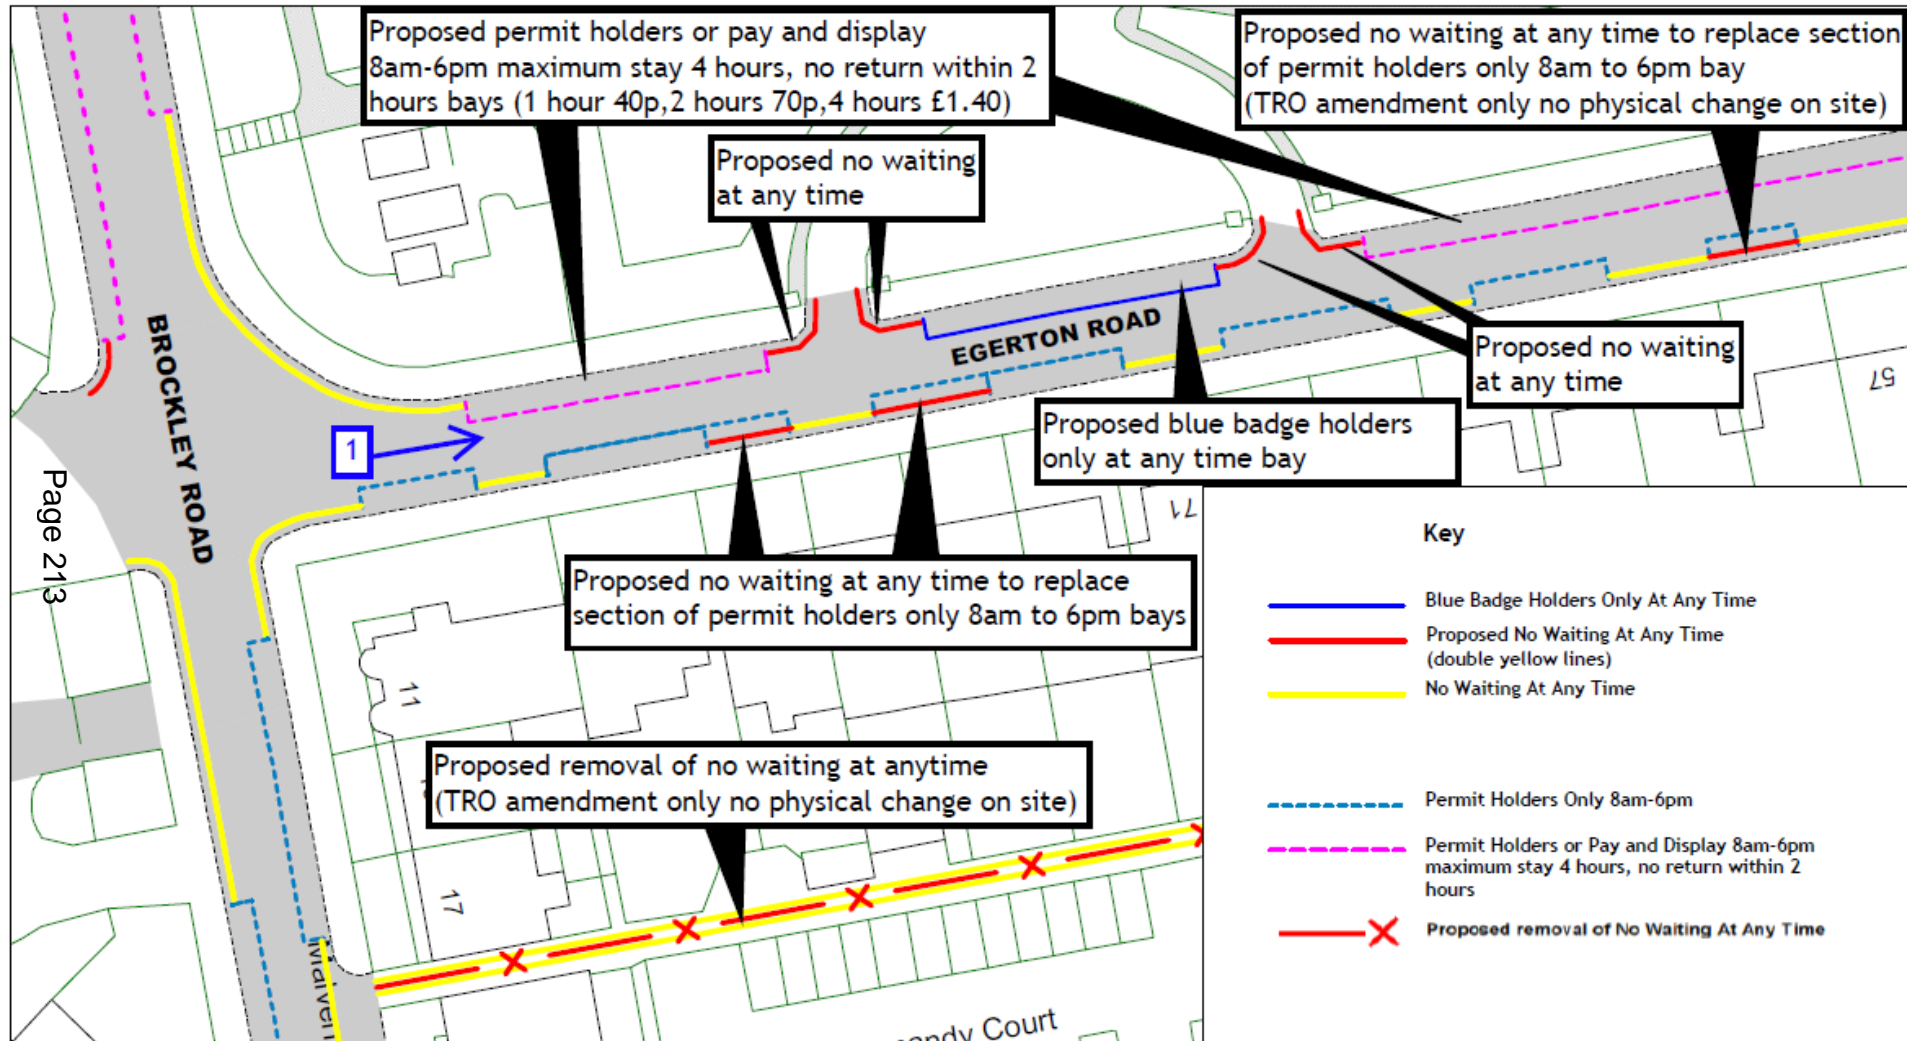 Proposed permit holders or pay and display
8am-6pm maximum stay 4 hours, no return within 2
hours bays (1 hour 40p,2 hours 70p,4 hours £1.40)
Proposed no waiting at any time to replace section
of permit holders only 8am to 6pm bay
(TRO amendment only no physical change on site)
Proposed no waiting
at any time
BROCKLEY ROAD
EGERTON ROAD
Proposed no waiting
at any time
57
1
Proposed blue badge holders
only at any time bay
Page 213
71
Proposed no waiting at any time to replace
section of permit holders only 8am to 6pm bays
11
Proposed removal of no waiting at anytime
(TRO amendment only no physical change on site)
17
Court
Key
Blue Badge Holders Only At Any Time
Proposed No Waiting At Any Time
(double yellow lines)
No Waiting At Any Time
Permit Holders Only 8am-6pm
Permit Holders or Pay and Display 8am-6pm
maximum stay 4 hours, no return within 2
hours
Proposed removal of No Waiting At Any Time